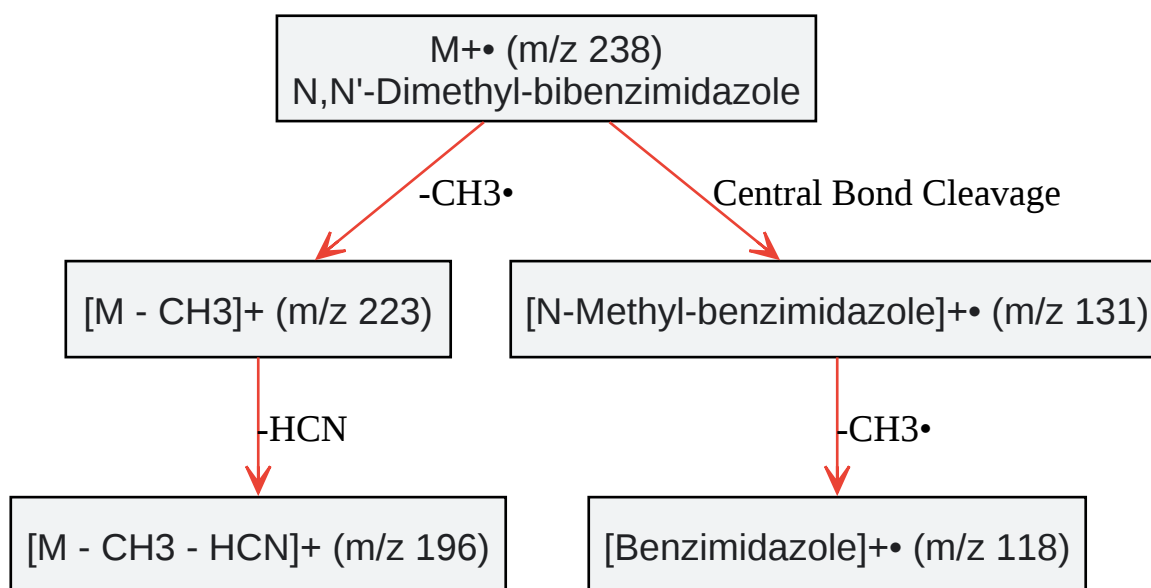 M+• (m/z 238)
N,N'-Dimethyl-bibenzimidazole
-CH3•
Central Bond Cleavage
[M - CH3]+ (m/z 223)
[N-Methyl-benzimidazole]+• (m/z 131)
-HCN
-CH3•
[M - CH3 - HCN]+ (m/z 196)
[Benzimidazole]+• (m/z 118)